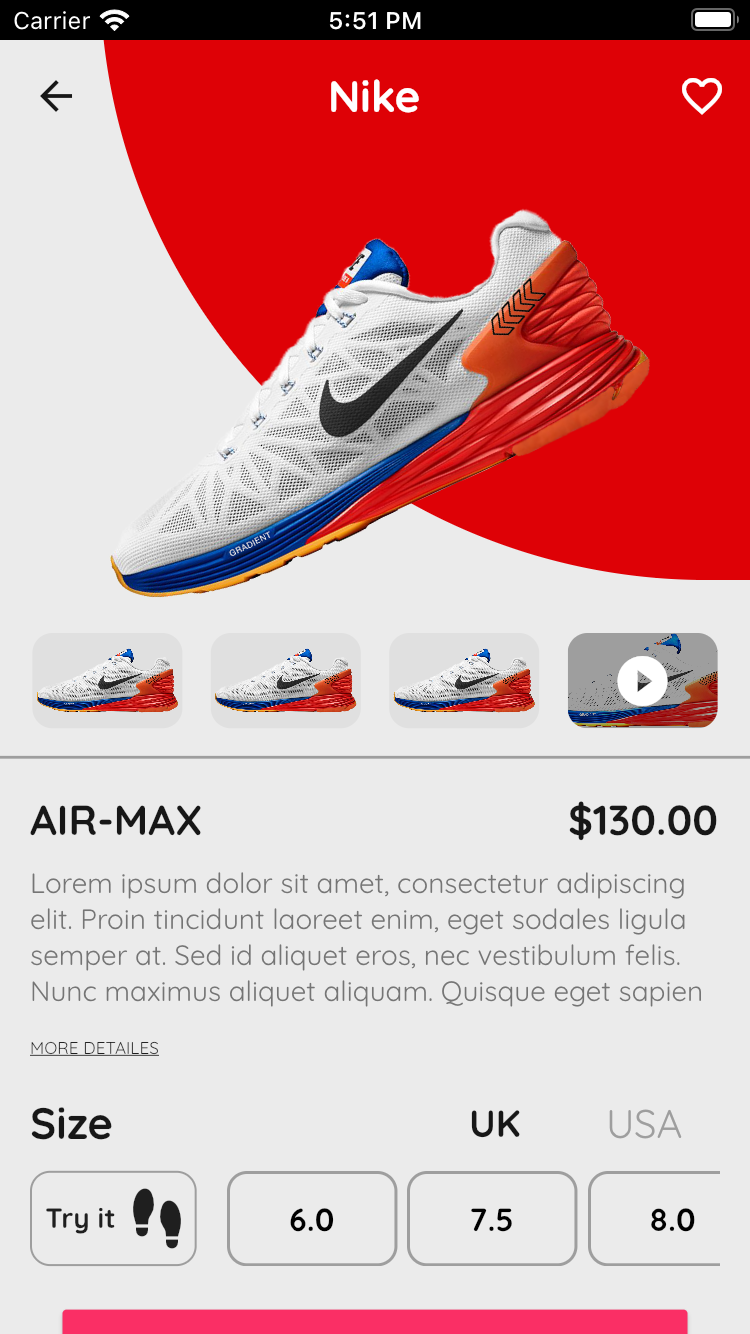 Carrier 5:51 PM
Nike
GRADIENT
AIR-MAX $130.00
Lorem ipsum dolor sit amet, consectetur adipiscing
elit. Proin tincidunt laoreet enim, eget sodales ligula
semper at. Sed id aliquet eros, nec vestibulum felis.
Nunc maximus aliquet aliquam. Quisque eget sapien
MORE DETAILES
Size UK USA
Try it 6.0 7.5 8.0